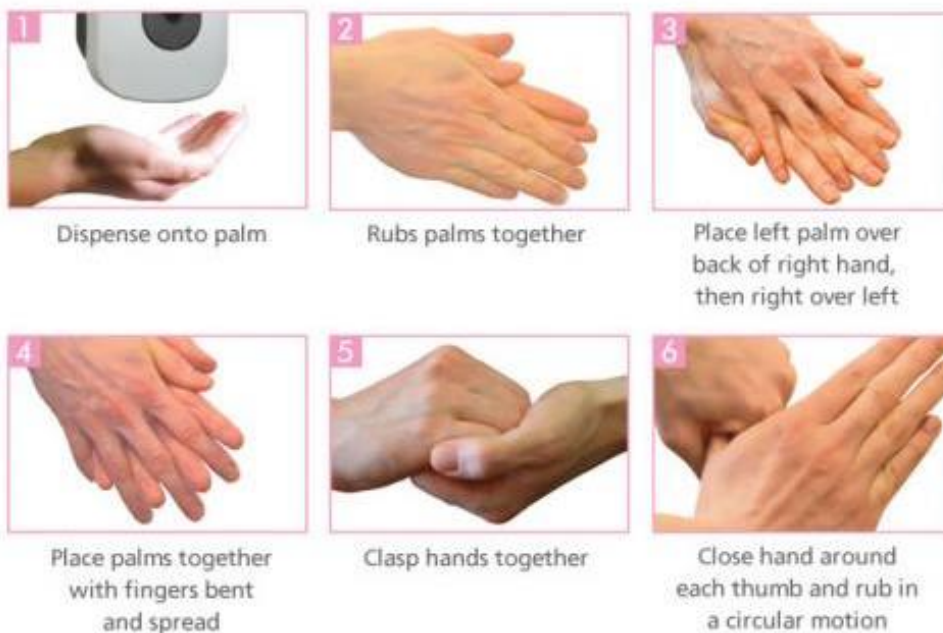 1
Dispense onto palm
2
Rubs palms together
3
Place left palm over
back of right hand,
then right over left
4
Place palms together
with fingers bent
and spread
5
Clasp hands together
6
Close hand around
each thumb and rub in
a circular motion